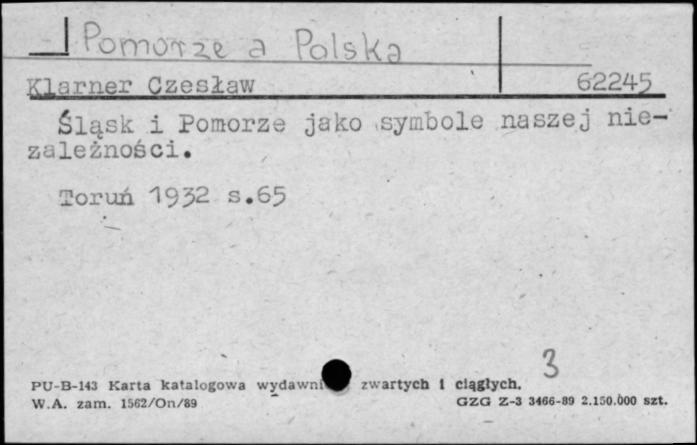 Pomorze a Polska
Klarner Czesław 62245
Śląsk i Pomorze jako symbole naszej nie-
zależności.
Toruń 1932 s.65
3
PU-B-143 Karta katalogowa wydawni zwartych i ciągłych.
W.A. zam. 1562/On/89 GZG Z-3 3466-89 2.150.000 szt.